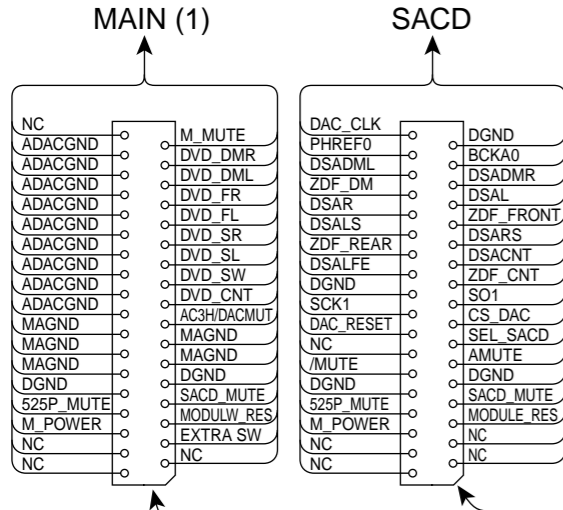 MAIN (1)
NC
ADACGND
ADACGND
ADACGND
ADACGND
ADACGND
ADACGND
ADACGND
ADACGND
ADACGND
MAGND
MAGND
MAGND
DGND
525P_MUTE
M_POWER
NC
NC
M_MUTE
DVD_DMR
DVD_DML
DVD_FR
DVD_FL
DVD_SR
DVD_SL
DVD_SW
DVD_CNT
AC3H/DACMUT
MAGND
MAGND
DGND
SACD_MUTE
MODULW_RES
EXTRA SW
NC
SACD
DAC_CLK
PHREF0
DSADML
ZDF_DM
DSAR
DSALS
ZDF_REAR
DSALFE
DGND
SCK1
DAC_RESET
NC
/MUTE
DGND
525P_MUTE
M_POWER
NC
NC
DGND
BCKA0
DSADMR
DSAL
ZDF_FRONT
DSARS
DSACNT
ZDF_CNT
SO1
CS_DAC
SEL_SACD
AMUTE
DGND
SACD_MUTE
MODULE_RES
NC
NC